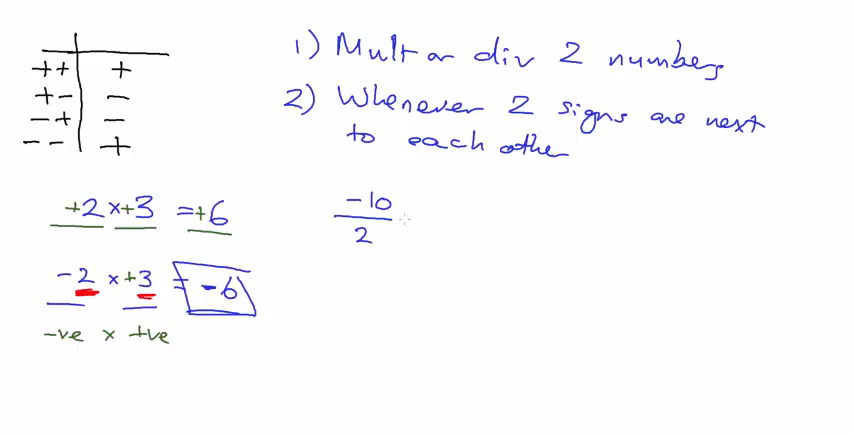 ++ +
+- -
-+ -
-- +
1) Mult or div 2 numbers
2) Whenever 2 signs are next
to each other
+2 x +3 = +6
-10
2
-2 x +3 = -6
-ve x +ve